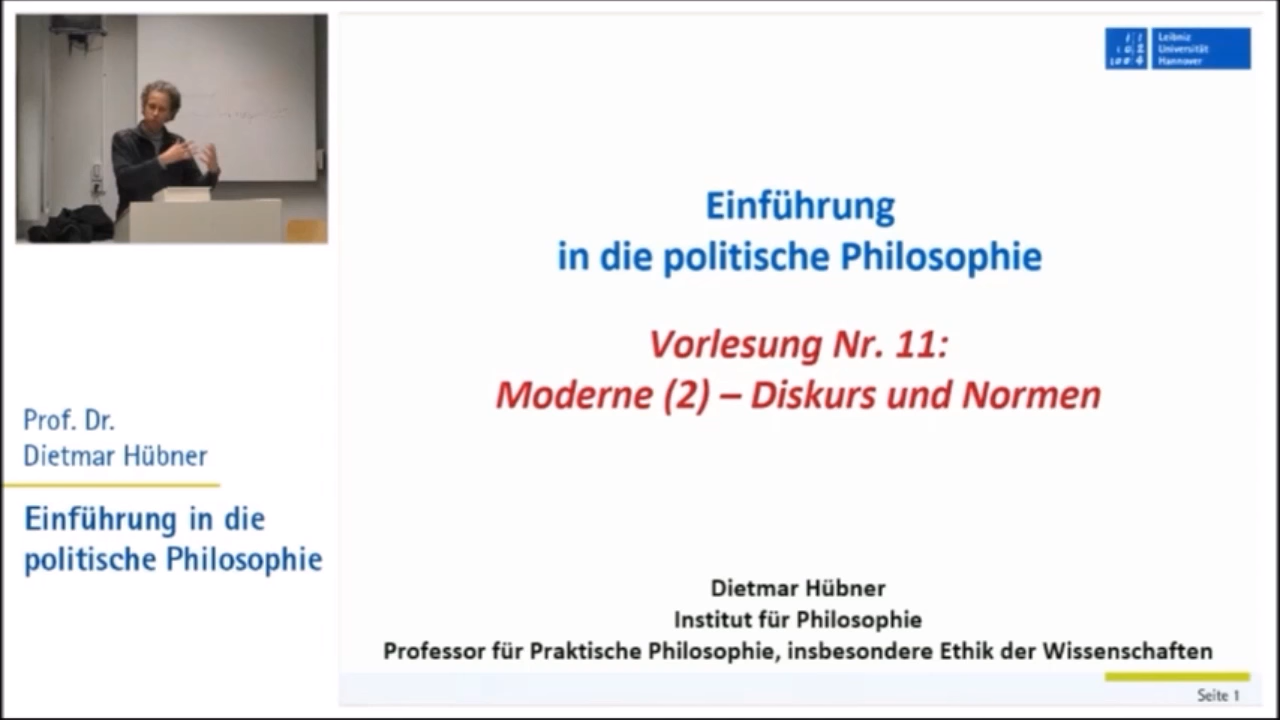 Leibniz
Universität
Hannover
Einführung
in die politische Philosophie
Vorlesung Nr. 11:
Moderne (2) – Diskurs und Normen
Prof. Dr.
Dietmar Hübner
Einführung in die
politische Philosophie
Dietmar Hübner
Institut für Philosophie
Professor für Praktische Philosophie, insbesondere Ethik der Wissenschaften
Seite 1